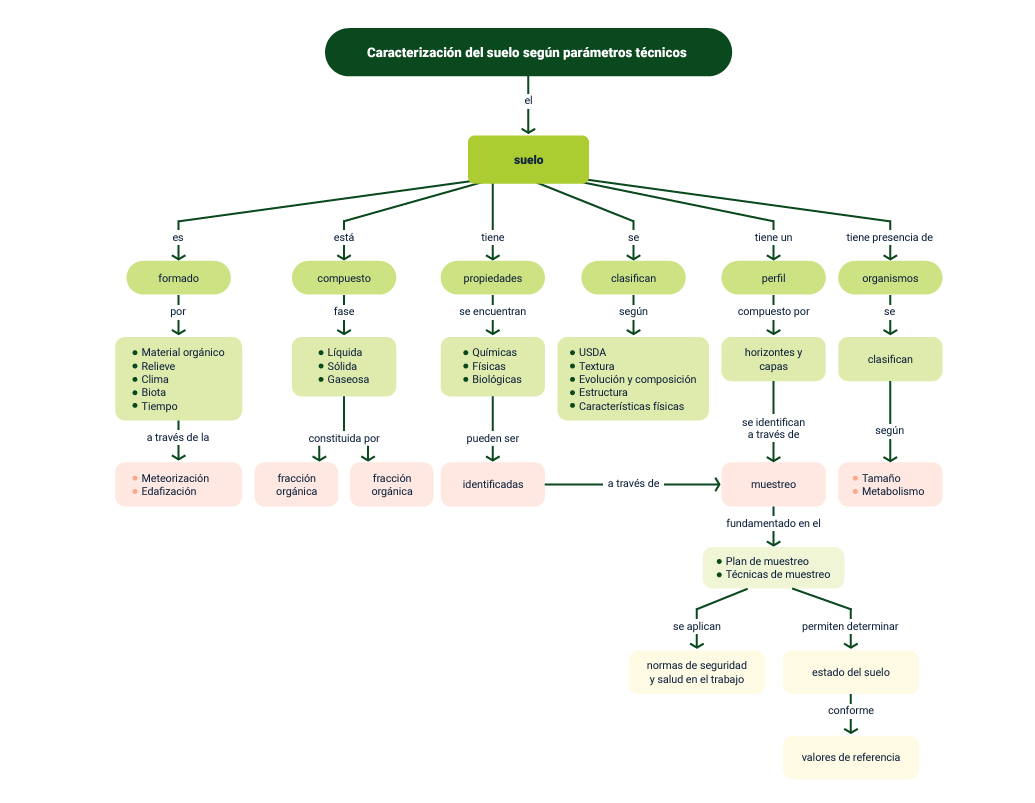 Caracterización del suelo según parámetros técnicos
el
suelo
es
está
tiene
se
tiene un
tiene presencia de
formado
compuesto
propiedades
clasifican
perfil
organismos
por
fase
se encuentran
según
compuesto por
se
Material orgánico
Relieve
Clima
Biota
Tiempo
Líquida
Sólida
Gaseosa
Químicas
Físicas
Biológicas
USDA
Textura
Evolución y composición
Estructura
Características físicas
horizontes y
capas
clasifican
a través de la
constituida por
pueden ser
se identifican
a través de
según
Meteorización
Edafización
fracción
orgánica
fracción
orgánica
identificadas
a través de
muestreo
Tamaño
Metabolismo
fundamentado en el
Plan de muestreo
Técnicas de muestreo
se aplican
permiten determinar
normas de seguridad
y salud en el trabajo
estado del suelo
conforme
valores de referencia